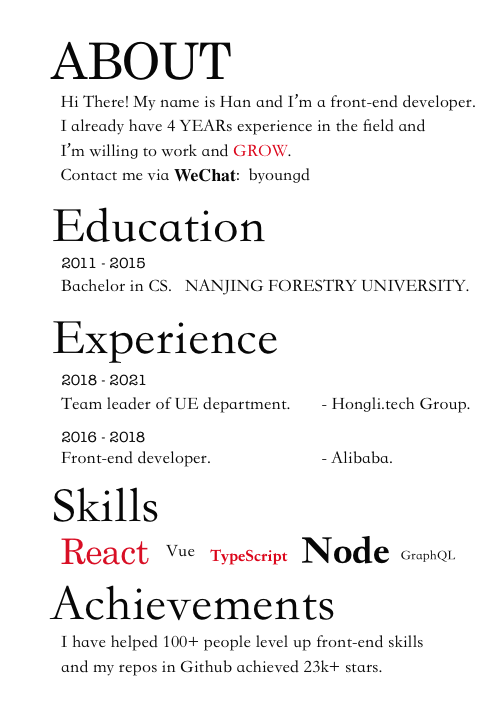 ABOUT
Hi There! My name is Han and I’m a front-end developer.
I already have 4 YEARs experience in the field and
I’m willing to work and GROW.
Contact me via WeChat: byoungd
Education
2011 - 2015
Bachelor in CS. NANJING FORESTRY UNIVERSITY.
Experience
2018 - 2021
Team leader of UE department. - Hongli.tech Group.
2016 - 2018
Front-end developer. - Alibaba.
Skills
React Vue TypeScript Node GraphQL
Achievements
I have helped 100+ people level up front-end skills
and my repos in Github achieved 23k+ stars.